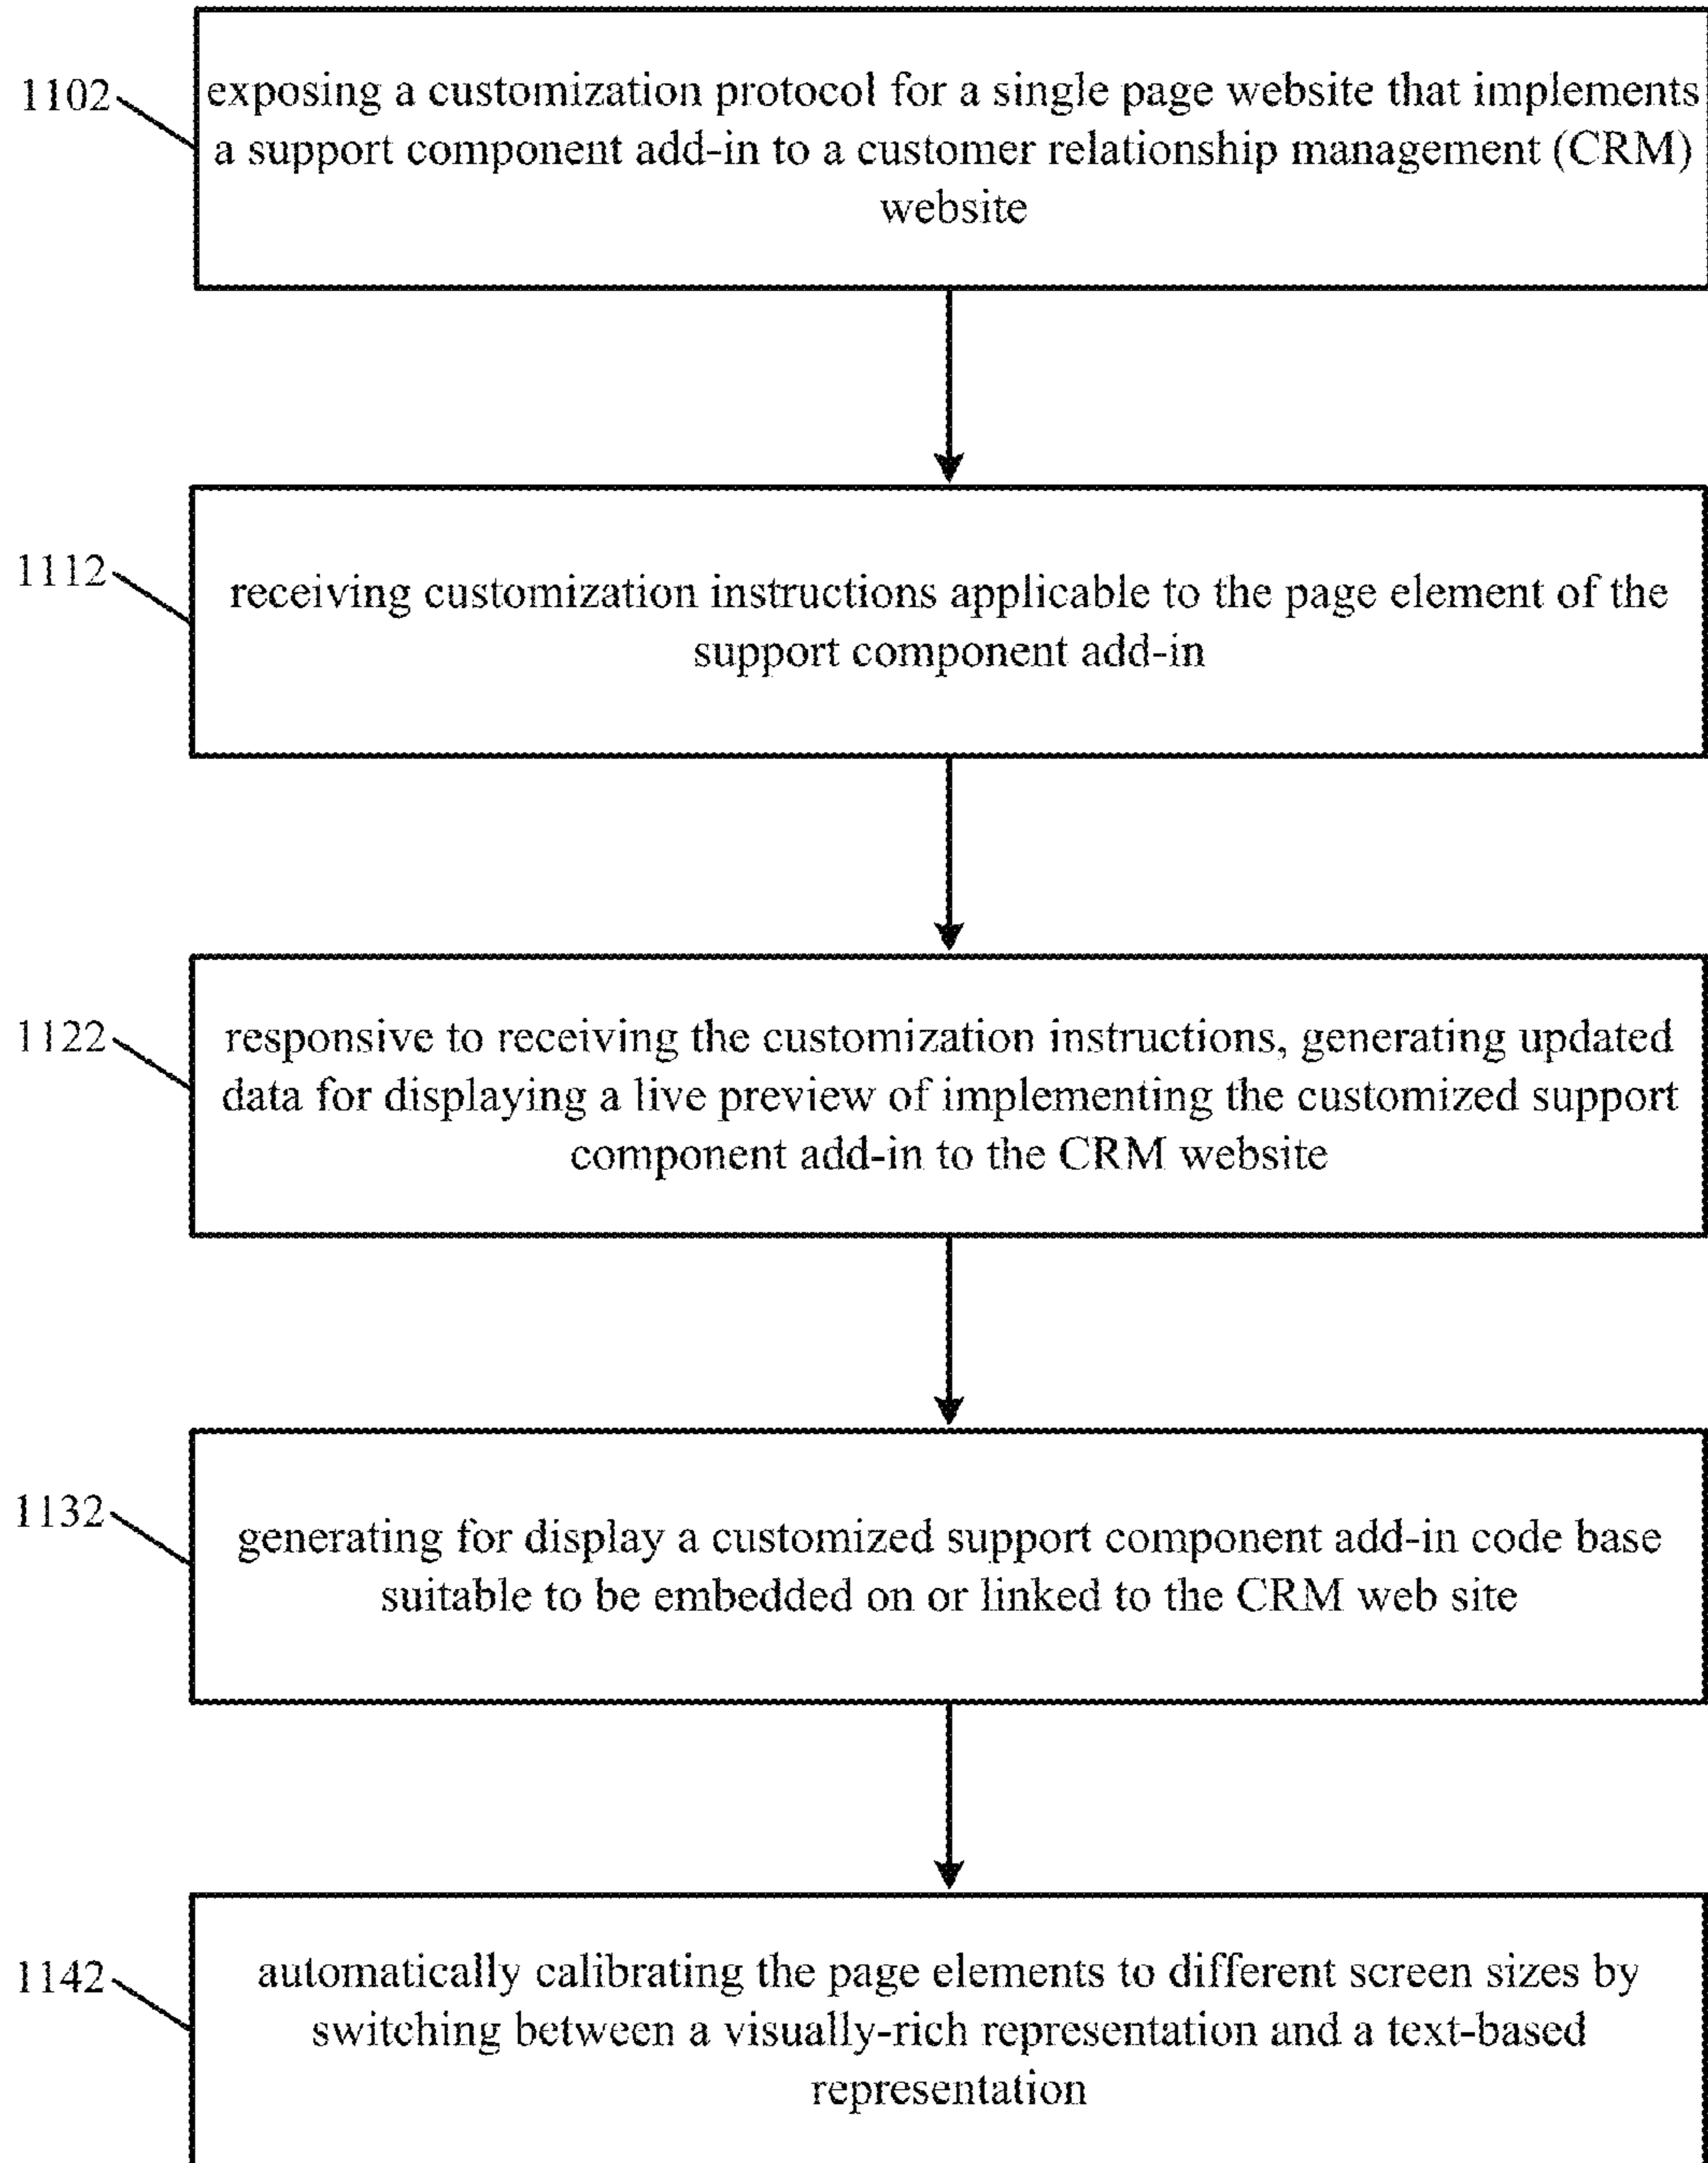 1102
exposing a customization protocol for a single page website that implements
a support component add-in to a customer relationship management (CRM)
website
1112
receiving customization instructions applicable to the page element of the
support component add-in
1122
responsive to receiving the customization instructions, generating updated
data for displaying a live preview of implementing the customized support
component add-in to the CRM website
1132
generating for display a customized support component add-in code base
suitable to be embedded on or linked to the CRM web site
1142
automatically calibrating the page elements to different screen sizes by
switching between a visually-rich representation and a text-based
representation